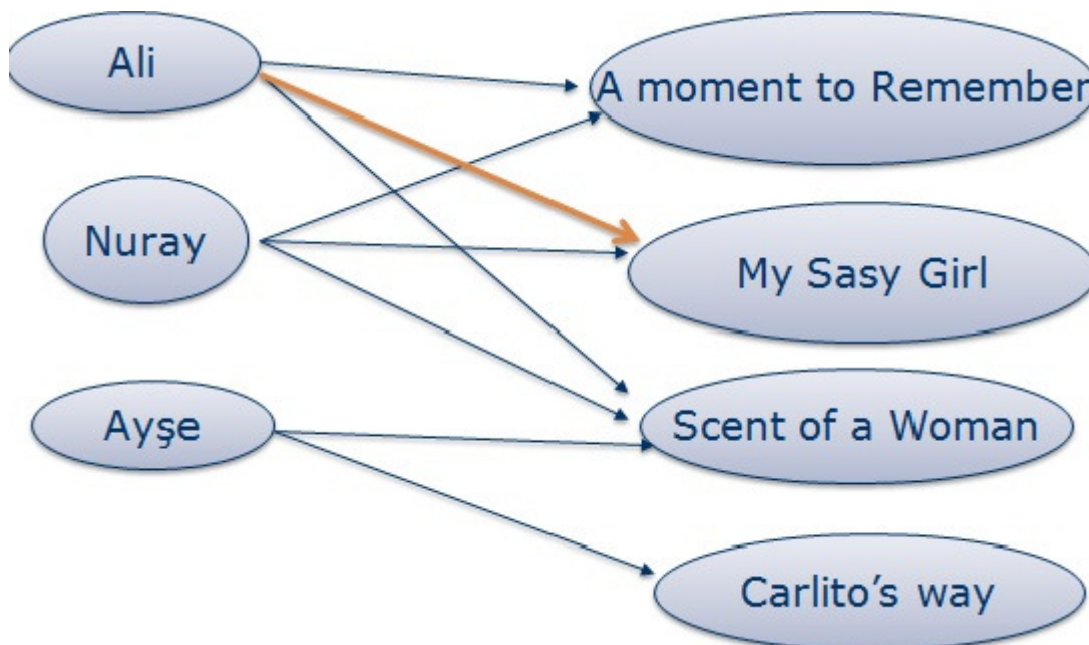 Ali
A moment to Remember
Nuray
My Sasy Girl
Ayşe
Scent of a Woman
Carlito's way